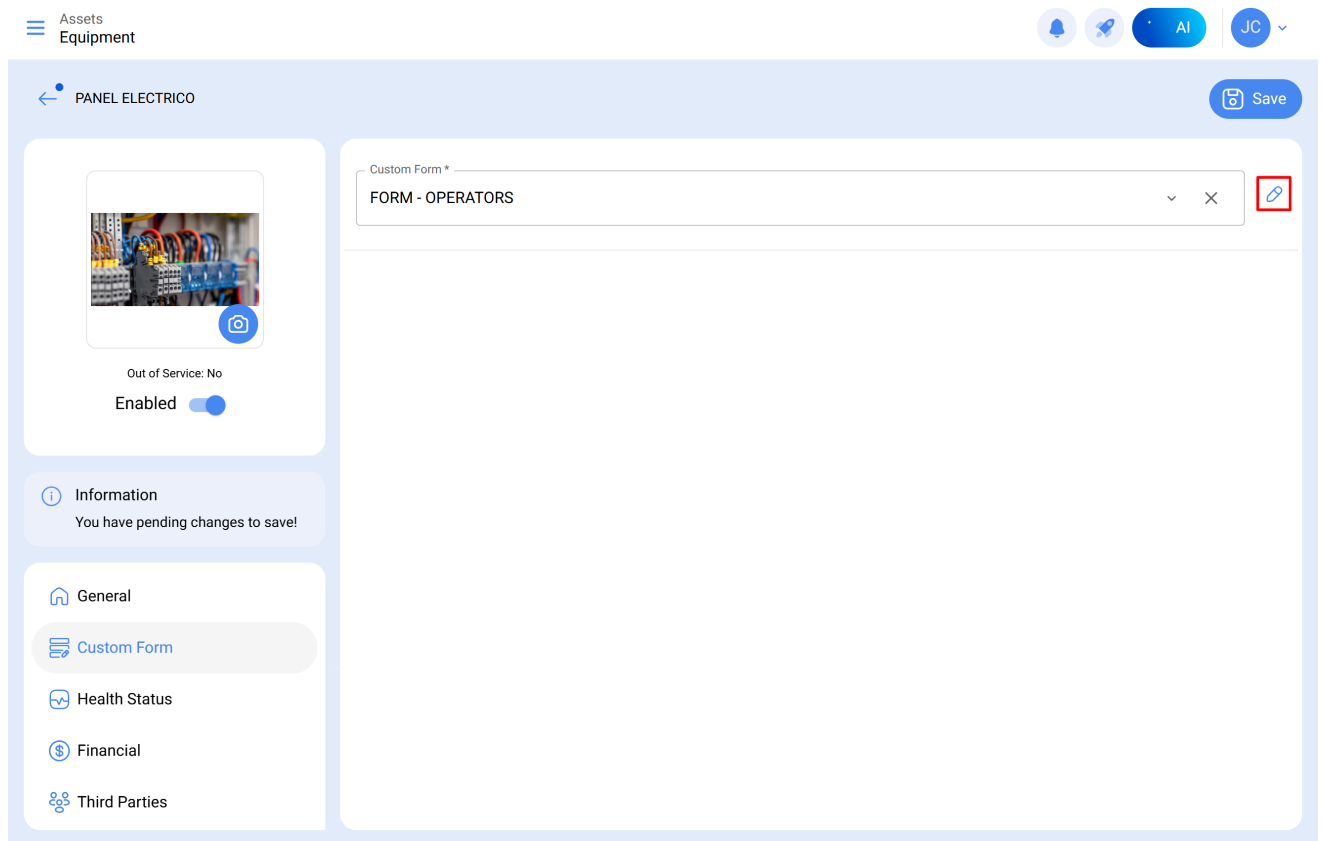 Assets
Equipment
AI
JC
PANEL ELECTRICO
Save
Custom Form *
FORM - OPERATORS
Out of Service: No
Enabled
Information
You have pending changes to save!
General
Custom Form
Health Status
Financial
Third Parties